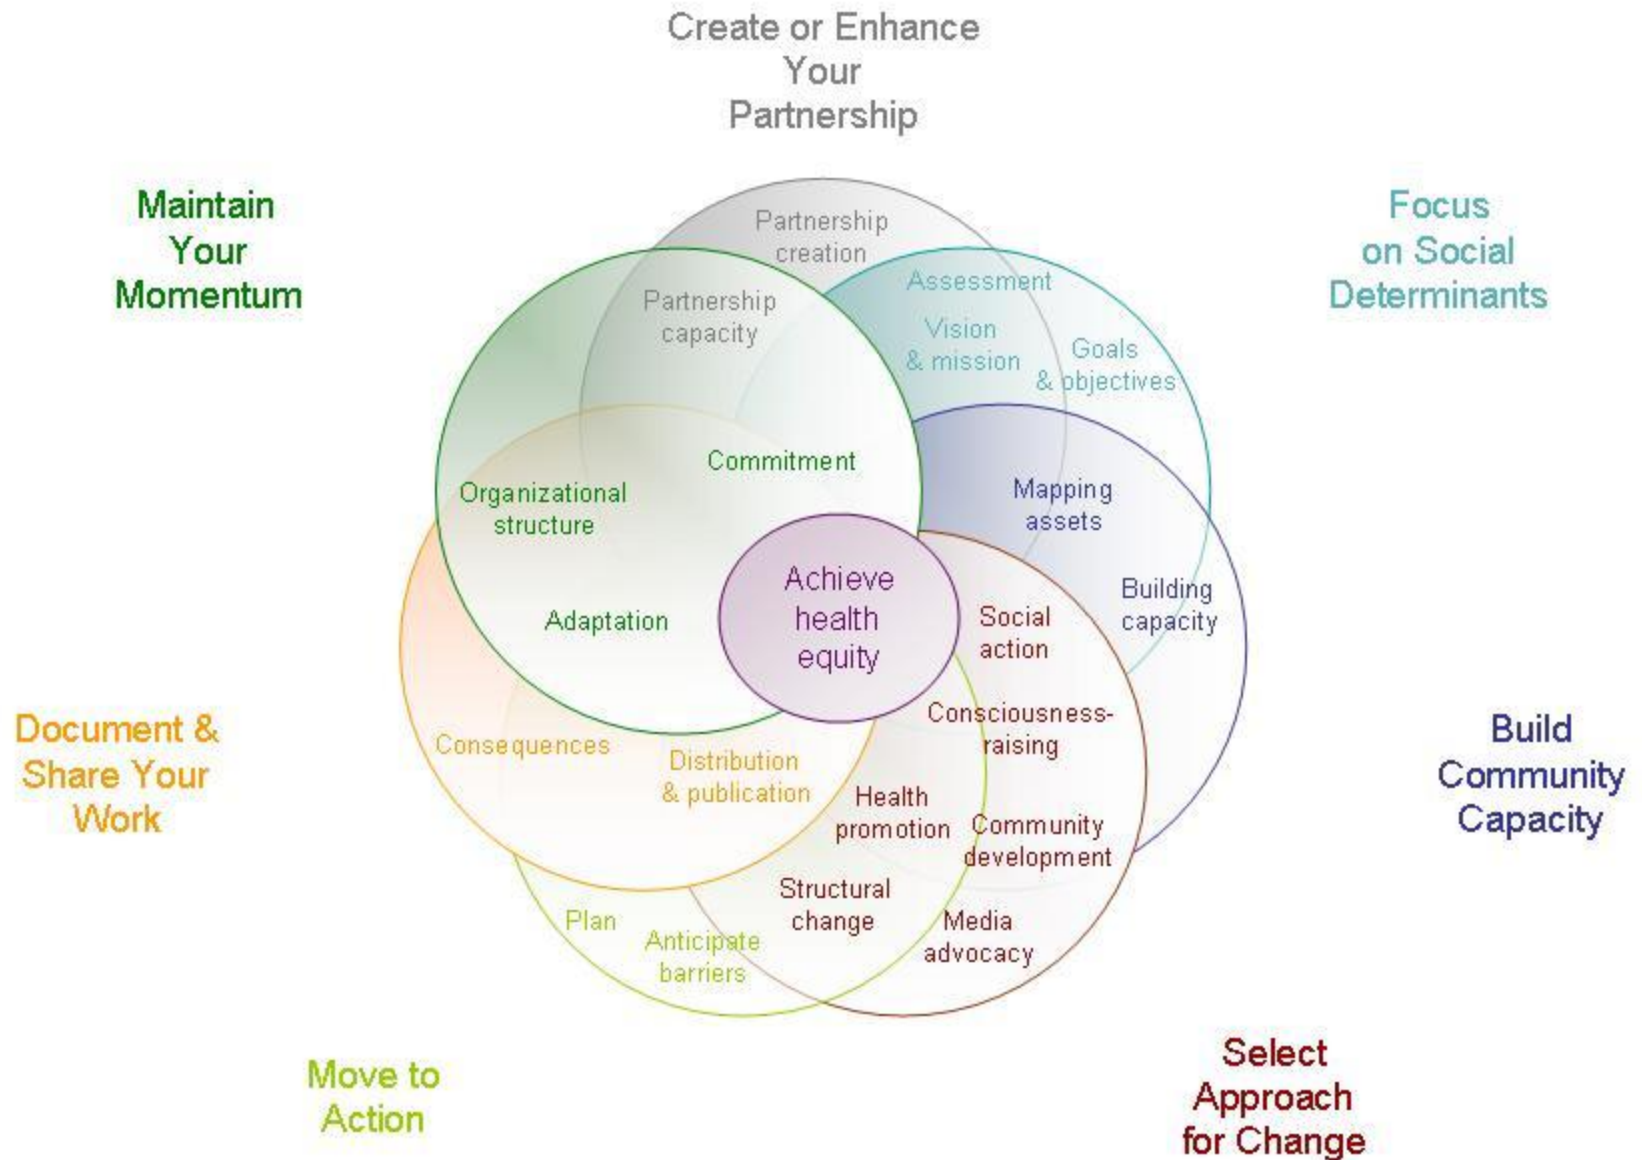 Create or Enhance
Your
Partnership
Maintain
Your
Momentum
Focus
on Social
Determinants
Partnership
creation
Assessment
Partnership
capacity
Vision
& mission
Goals
& objectives
Commitment
Organizational
structure
Mapping
assets
Achieve
health
equity
Building
capacity
Social
action
Adaptation
Document &
Share Your
Work
Consequences
Distribution
& publication
Consciousness-
raising
Build
Community
Capacity
Health
promotion
Community
development
Structural
change
Plan
Anticipate
barriers
Media
advocacy
Move to
Action
Select
Approach
for Change